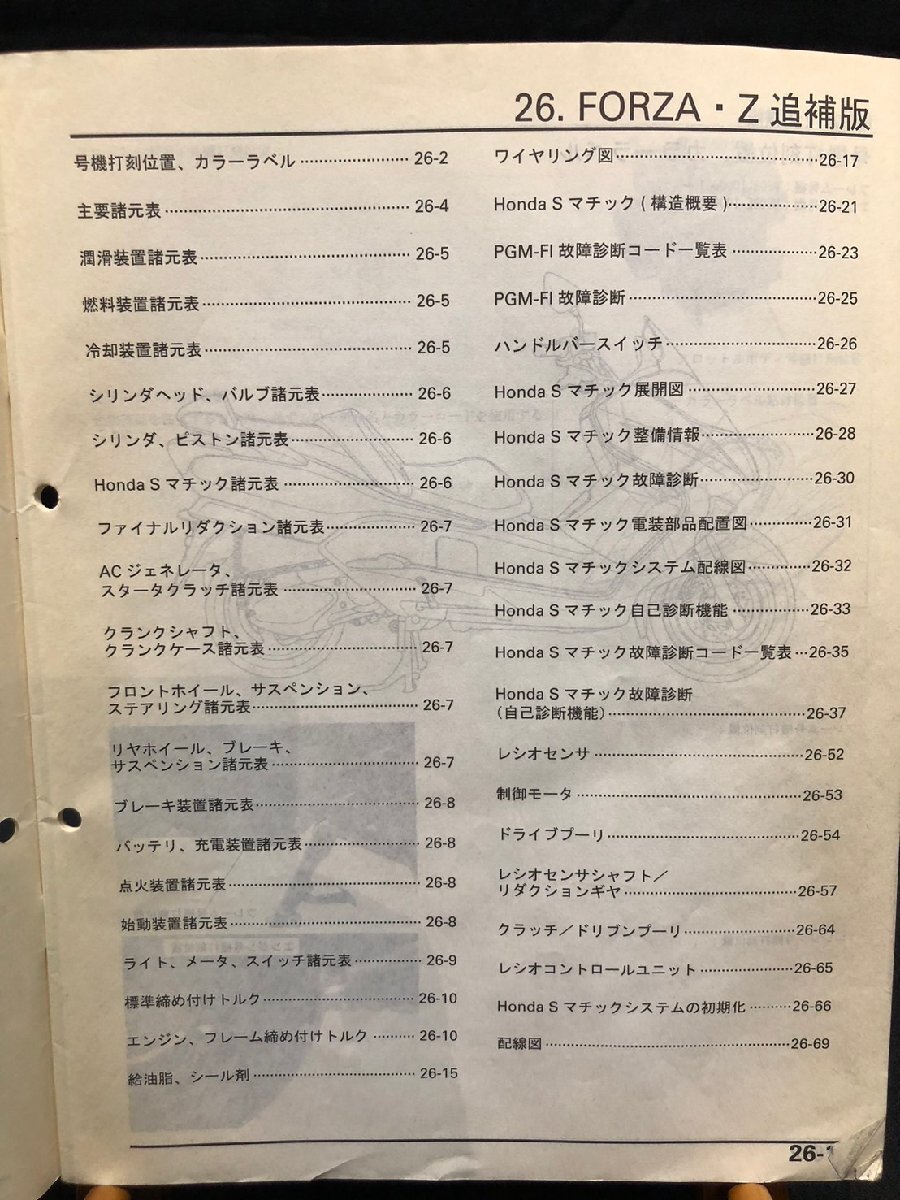 26. FORZA・Z 追補版
号機打刻位置、カラーラベル 26-2
主要諸元表 26-4
潤滑装置諸元表 26-5
燃料装置諸元表 26-5
冷却装置諸元表 26-5
シリンダヘッド、バルブ諸元表 26-6
シリンダ、ピストン諸元表 26-6
Honda S マチック諸元表 26-6
ファイナルリダクション諸元表 26-7
AC ジェネレータ、
スタータクラッチ諸元表 26-7
クランクシャフト、
クランクケース諸元表 26-7
フロントホイール、サスペンション、
ステアリング諸元表 26-7
リヤホイール、ブレーキ、
サスペンション諸元表 26-7
ブレーキ装置諸元表 26-8
バッテリ、充電装置諸元表 26-8
点火装置諸元表 26-8
始動装置諸元表 26-8
ライト、メータ、スイッチ諸元表 26-9
標準締め付けトルク 26-10
エンジン、フレーム締め付けトルク 26-10
給油脂、シール剤 26-15
ワイヤリング図 26-17
Honda S マチック ( 構造概要 ) 26-21
PGM-FI 故障診断コード一覧表 26-23
PGM-FI 故障診断 26-25
ハンドルバースイッチ 26-26
Honda S マチック展開図 26-27
Honda S マチック整備情報 26-28
Honda S マチック故障診断 26-30
Honda S マチック電装部品配置図 26-31
Honda S マチックシステム配線図 26-32
Honda S マチック自己診断機能 26-33
Honda S マチック故障診断コード一覧表 26-35
Honda S マチック故障診断
(自己診断機能) 26-37
レシオセンサ 26-52
制御モータ 26-53
ドライブプーリ 26-54
レシオセンサシャフト/
リダクションギヤ 26-57
クラッチ/ドリブンプーリ 26-64
レシオコントロールユニット 26-65
Honda S マチックシステムの初期化 26-66
配線図 26-69
26-1